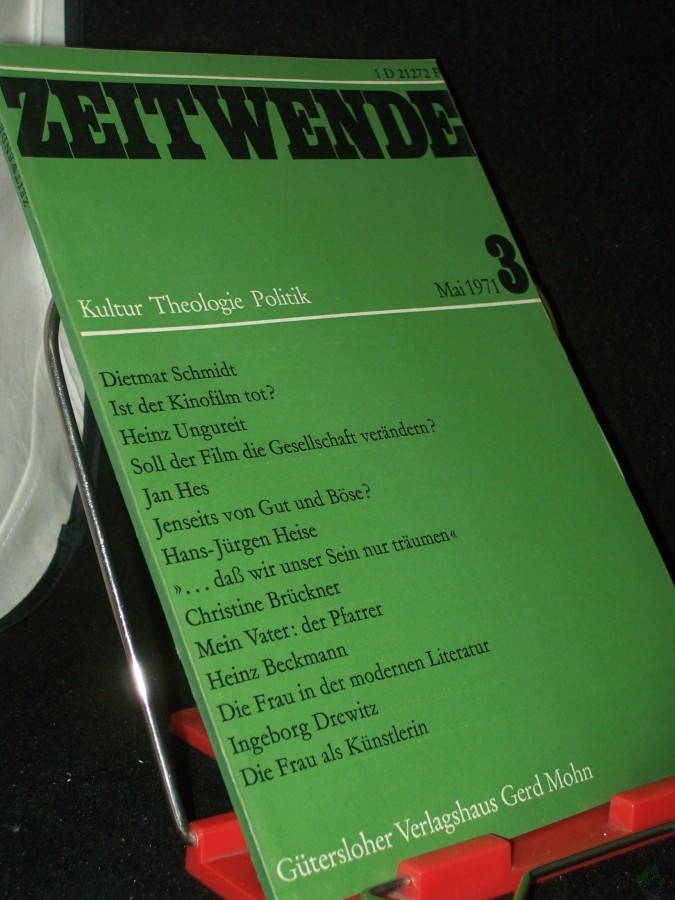 1 D 21272 F
ZEITWENDE
ZEITWENDE
3
Kultur Theologie Politik
Mai 1971
Dietmar Schmidt
Ist der Kinofilm tot?
Heinz Ungureit
Soll der Film die Gesellschaft verändern?
Jan Hes
Jenseits von Gut und Böse?
Hans-Jürgen Heise
»... daß wir unser Sein nur träumen«
Christine Brückner
Mein Vater: der Pfarrer
Heinz Beckmann
Die Frau in der modernen Literatur
Ingeborg Drewitz
Die Frau als Künstlerin
Gütersloher Verlagshaus Gerd Mohn